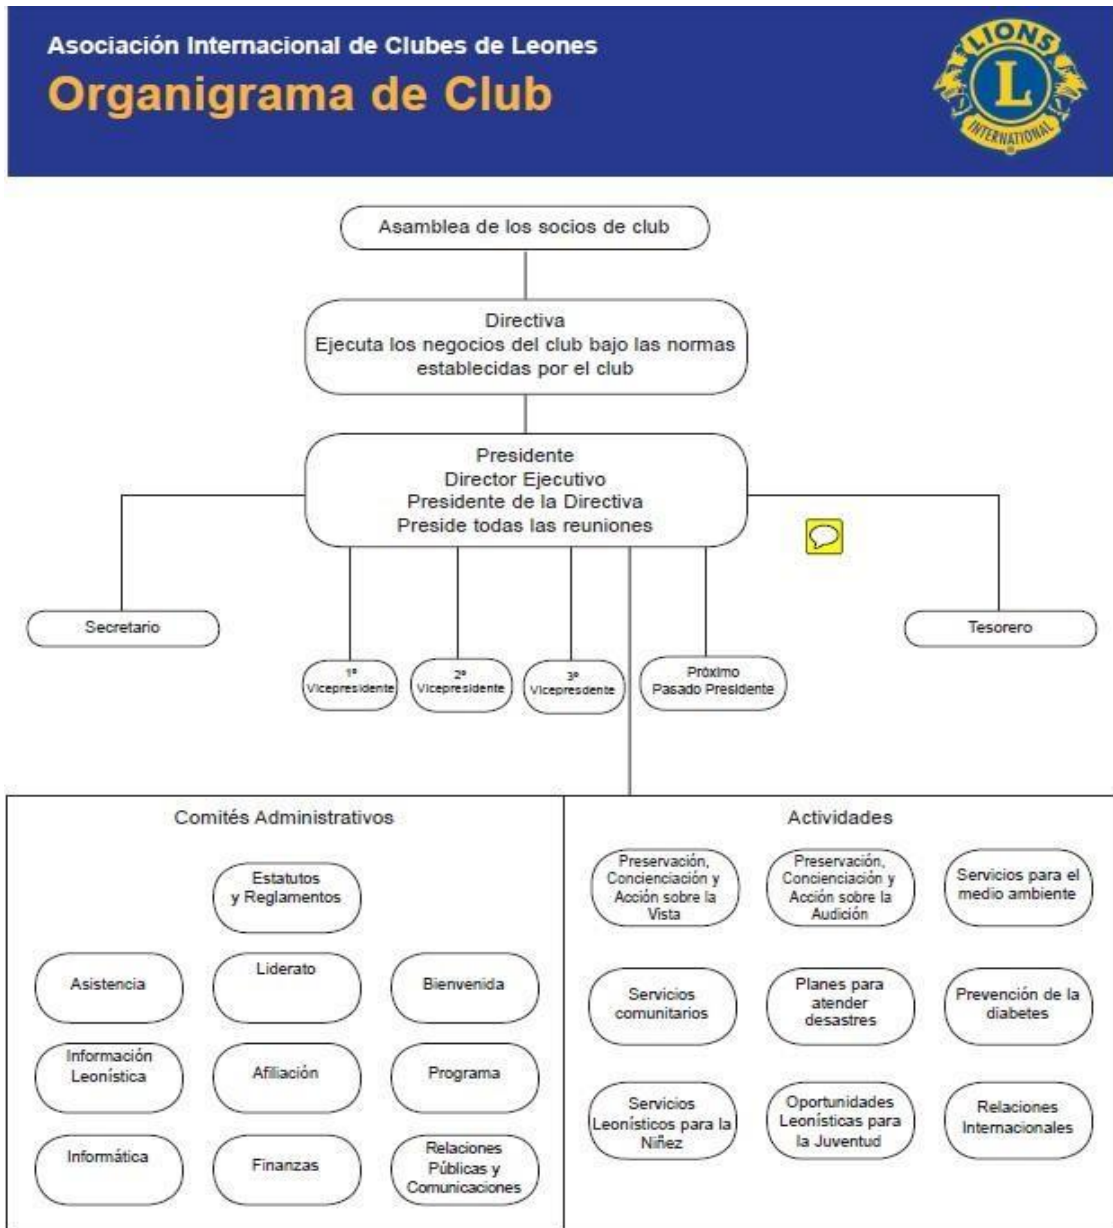 Asociación Internacional de Clubes de Leones
Organigrama de Club
LIONS
L
INTERNATIONAL
Asamblea de los socios de club
Directiva
Ejecuta los negocios del club bajo las normas
establecidas por el club
Presidente
Director Ejecutivo
Presidente de la Directiva
Preside todas las reuniones
Secretario
Tesorero
1º
Vicepresidente
2º
Vicepresidente
3º
Vicepresdente
Próximo
Pasado Presidente
Comités Administrativos
Estatutos
y Reglamentos
Asistencia
Liderato
Bienvenida
Información
Leonística
Afiliación
Programa
Informática
Finanzas
Relaciones
Públicas y
Comunicaciones
Actividades
Preservación,
Concienciación y
Acción sobre la
Vista
Preservación,
Concienciación y
Acción sobre la
Audición
Servicios para el
medio ambiente
Servicios
comunitarios
Planes para
atender
desastres
Prevención de la
diabetes
Servicios
Leonísticos para la
Niñez
Oportunidades
Leonísticas para
la Juventud
Relaciones
Internacionales